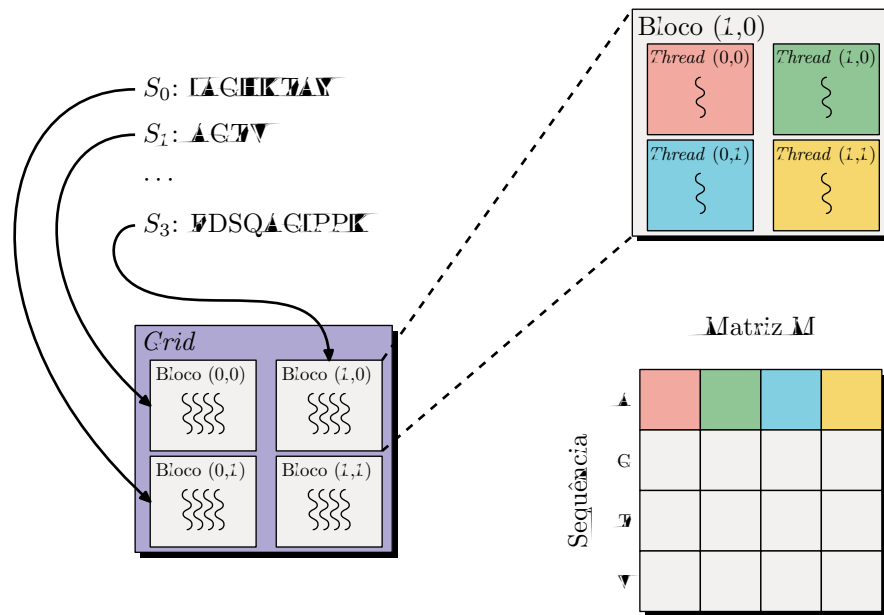 S0:
S1: AGTV
...
S3:
Grid
Bloco (0,0)
Bloco (1,0)
Bloco (0,1)
Bloco (1,1)
Bloco (1,0)
Thread (0,0)
Thread (1,0)
Thread (0,1)
Thread (1,1)
Matriz M
Sequência
A
G
T
V